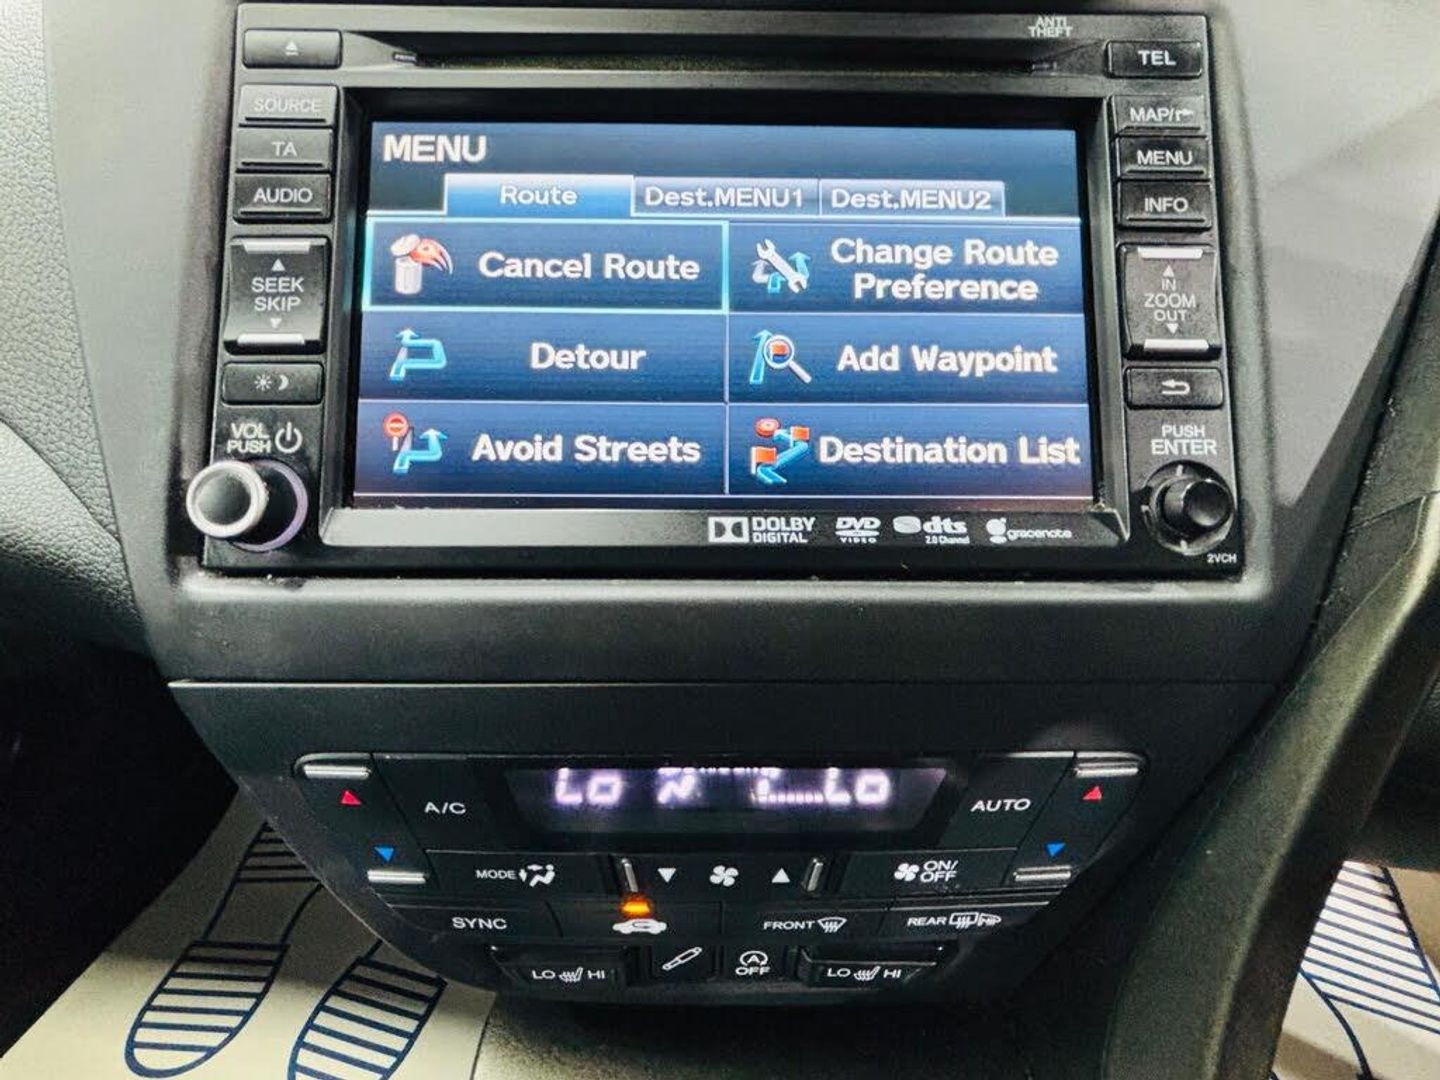 ANTI
THEFT
TEL
SOURCE
TA
AUDIO
SEEK
SKIP
VOL
PUSH
MENU
Route
Dest.MENU1
Dest.MENU2
Cancel Route
Change Route
Preference
Detour
Add Waypoint
Avoid Streets
Destination List
MAP/
MENU
INFO
IN
ZOOM
OUT
PUSH
ENTER
2VCH
DOLBY
DIGITAL
DVD
VIDEO
dts
2.0 Channel
gracenote
A/C
LO
LO
AUTO
MODE
ON/
OFF
SYNC
FRONT
REAR
LO HI
A
OFF
LO HI